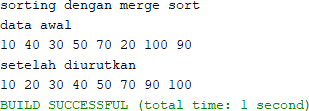 sorting dengan merge sort
data awal
10 40 30 50 70 20 100 90
setelah diurutkan
10 20 30 40 50 70 90 100
BUILD SUCCESSFUL (total time: 1 second)